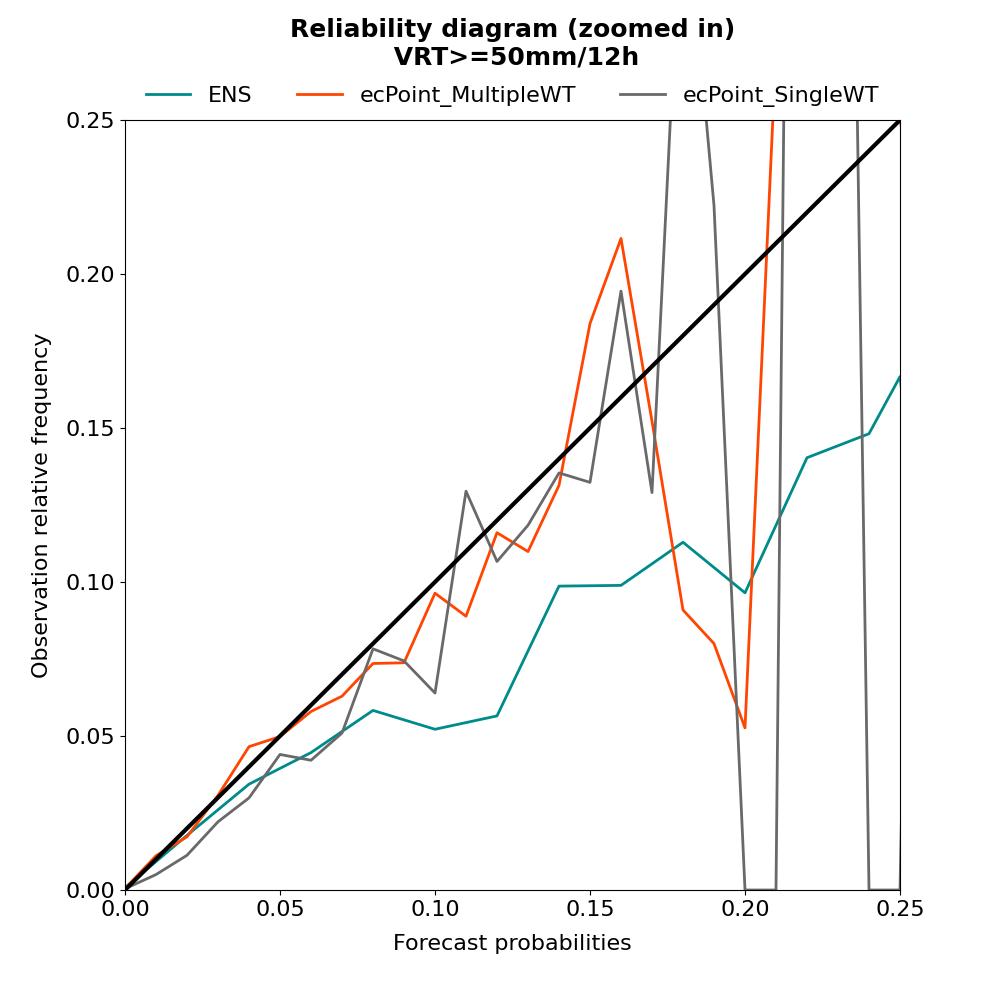 Reliability diagram (zoomed in)
VRT>=50mm/12h
ENS ecPoint_MultipleWT ecPoint_SingleWT
0.25
0.20
0.15
0.10
0.05
0.00
Observation relative frequency
0.00 0.05 0.10 0.15 0.20 0.25
Forecast probabilities